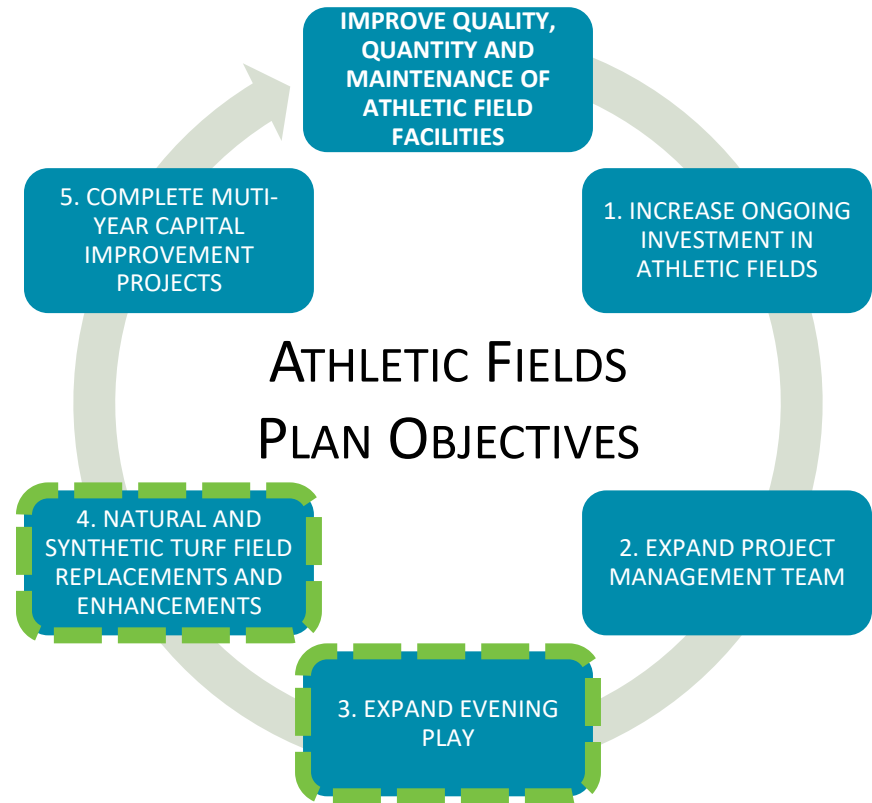 IMPROVE QUALITY,
QUANTITY AND
MAINTENANCE OF
ATHLETIC FIELD
FACILITIES
1. INCREASE ONGOING
INVESTMENT IN
ATHLETIC FIELDS
2. EXPAND PROJECT
MANAGEMENT TEAM
3. EXPAND EVENING
PLAY
4. NATURAL AND
SYNTHETIC TURF FIELD
REPLACEMENTS AND
ENHANCEMENTS
5. COMPLETE MUTI-
YEAR CAPITAL
IMPROVEMENT
PROJECTS
ATHLETIC FIELDS
PLAN OBJECTIVES